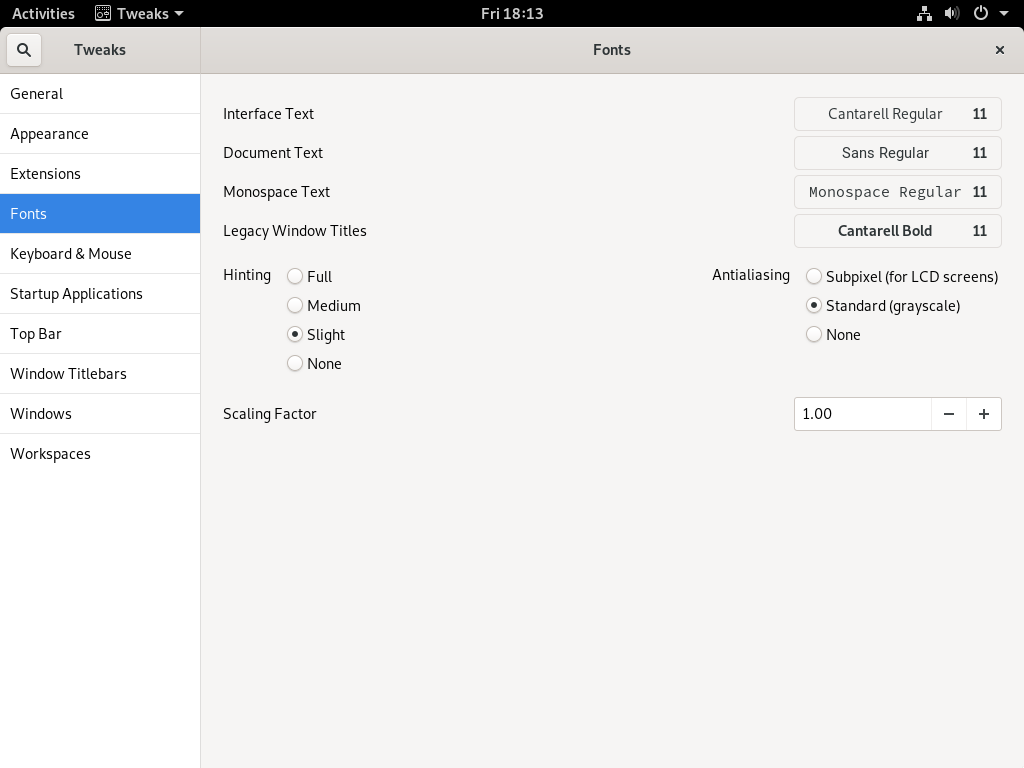 Activities Tweaks Fri 18:13
Tweaks Fonts
General
Appearance
Extensions
Fonts
Keyboard & Mouse
Startup Applications
Top Bar
Window Titlebars
Windows
Workspaces
Interface Text Cantarell Regular 11
Document Text Sans Regular 11
Monospace Text Monospace Regular 11
Legacy Window Titles Cantarell Bold 11
Hinting Full
Medium
Slight
None
Antialiasing Subpixel (for LCD screens)
Standard (grayscale)
None
Scaling Factor 1.00